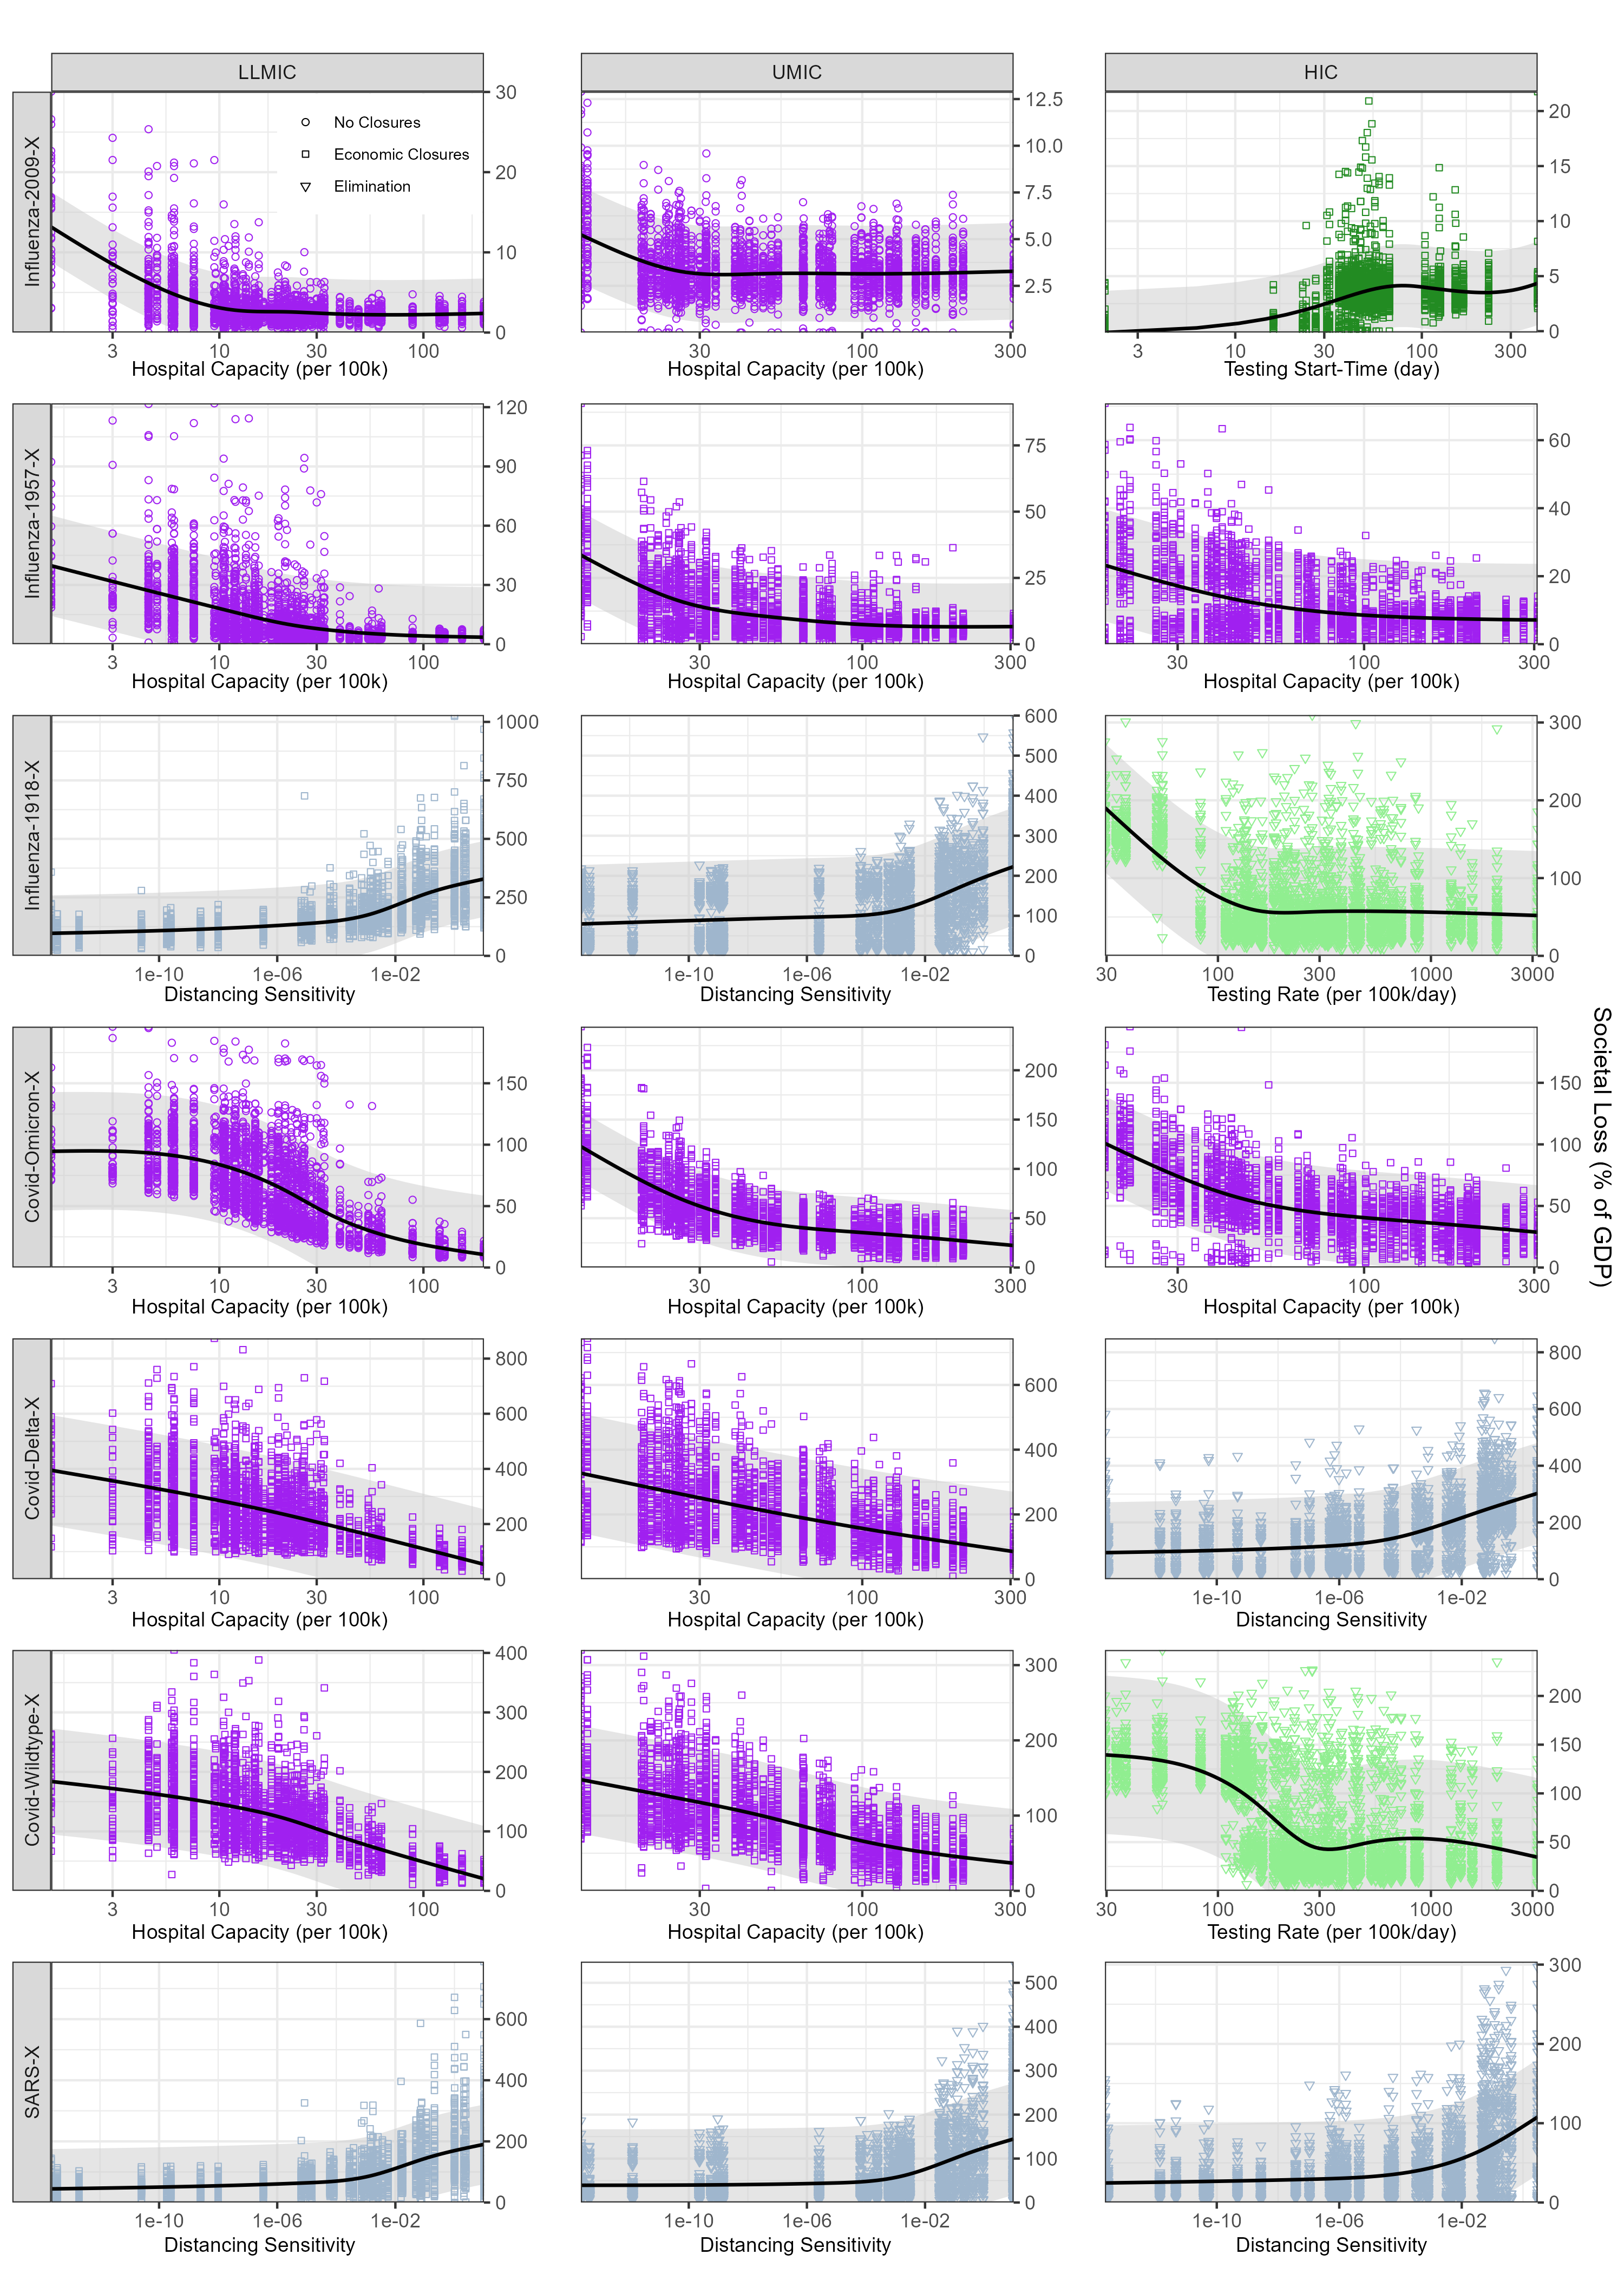 LLMIC
UMIC
HIC
Influenza-2009-X
No Closures
Economic Closures
Elimination
30
20
10
0
3 10 30 100
Hospital Capacity (per 100k)
12.5
10.0
7.5
5.0
2.5
30 100 300
Hospital Capacity (per 100k)
20
15
10
5
0
3 10 30 100 300
Testing Start-Time (day)
Influenza-1957-X
120
90
60
30
0
3 10 30 100
Hospital Capacity (per 100k)
75
50
25
0
30 100 300
Hospital Capacity (per 100k)
60
40
20
0
30 100 300
Hospital Capacity (per 100k)
Influenza-1918-X
1000
750
500
250
0
1e-10 1e-06 1e-02
Distancing Sensitivity
600
500
400
300
200
100
0
1e-10 1e-06 1e-02
Distancing Sensitivity
300
200
100
0
30 100 300 1000 3000
Testing Rate (per 100k/day)
Societal Loss (% of GDP)
Covid-Omicron-X
150
100
50
0
3 10 30 100
Hospital Capacity (per 100k)
200
150
100
50
0
30 100 300
Hospital Capacity (per 100k)
150
100
50
0
30 100 300
Hospital Capacity (per 100k)
Covid-Delta-X
800
600
400
200
0
3 10 30 100
Hospital Capacity (per 100k)
600
400
200
0
30 100 300
Hospital Capacity (per 100k)
800
600
400
200
0
1e-10 1e-06 1e-02
Distancing Sensitivity
Covid-Wildtype-X
400
300
200
100
0
3 10 30 100
Hospital Capacity (per 100k)
300
200
100
0
30 100 300
Hospital Capacity (per 100k)
200
150
100
50
0
30 100 300 1000 3000
Testing Rate (per 100k/day)
SARS-X
600
400
200
0
1e-10 1e-06 1e-02
Distancing Sensitivity
500
400
300
200
100
0
1e-10 1e-06 1e-02
Distancing Sensitivity
300
200
100
0
1e-10 1e-06 1e-02
Distancing Sensitivity